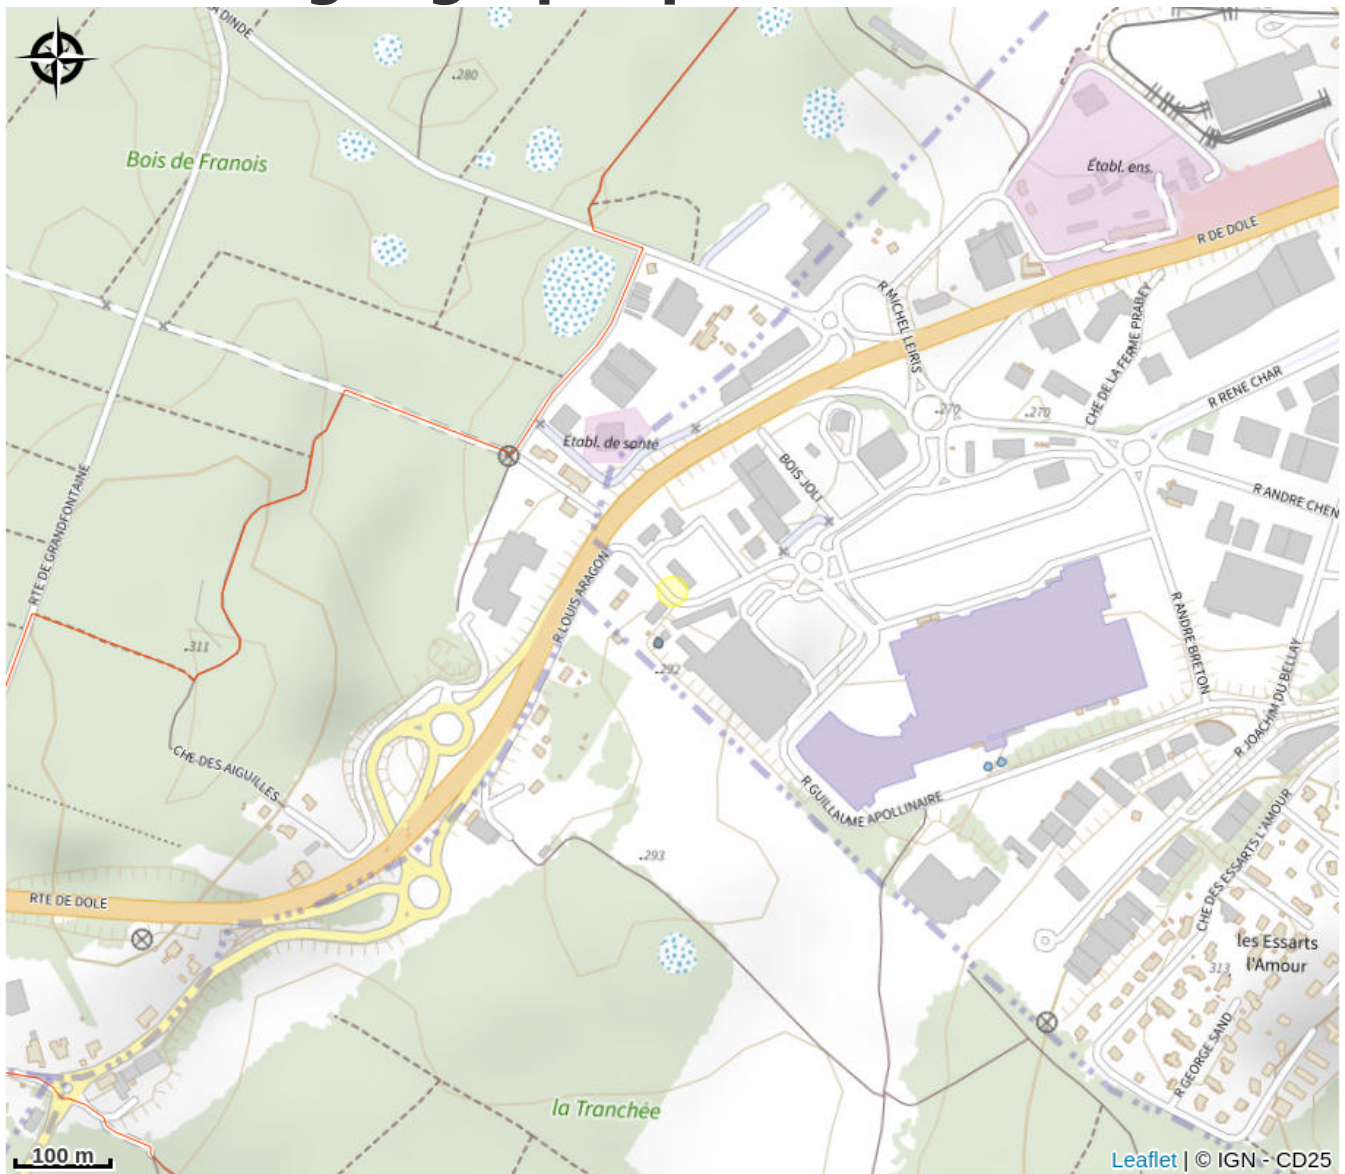 A DINDE
.280
Bois de Franois
Établ. ens.
R DE DOLE
R MICHEL LEIRIS
CHE DE LA FERME PRABEY
R RENE CHAR
.270
.270
Établ. de santé
BOIS JOLI
R ANDRE CHEN
RTE DE GRANDFONTAINE
R LOUIS ARAGON
R ANDRE BRETON
.311
.292
R JOACHIM DU BELLAY
CHE DES AIGUILLES
R GUILLAUME APOLLINAIRE
CHE DES ESSARTS L'AMOUR
.293
RTE DE DOLE
les Essarts
l'Amour
313
R GEORGE SAND
la Tranchée
100 m
Leaflet | © IGN - CD25